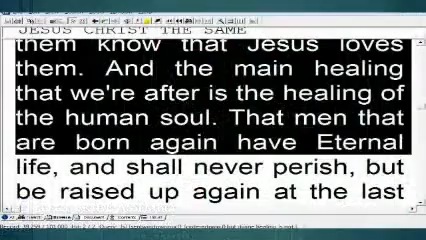 JESUS CHRIST THE SAME
them know that Jesus loves
them. And the main healing
that we're after is the healing of
the human soul. That men that
are born again have Eternal
life, and shall never perish, but
be raised up again at the last